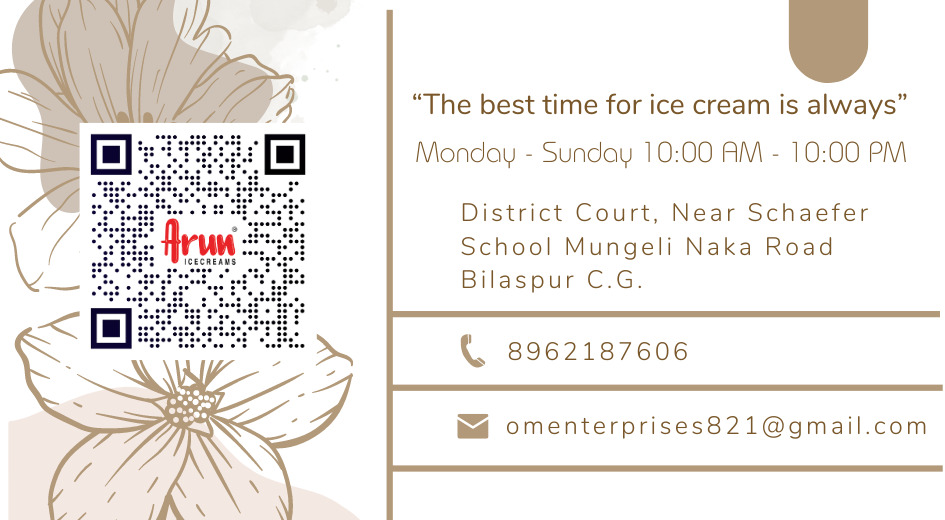 “The best time for ice cream is always”
Monday - Sunday 10:00 AM - 10:00 PM
District Court, Near Schaefer
School Mungeli Naka Road
Bilaspur C.G.
8962187606
omenterprises821@gmail.com
Arun®
ICECREAMS